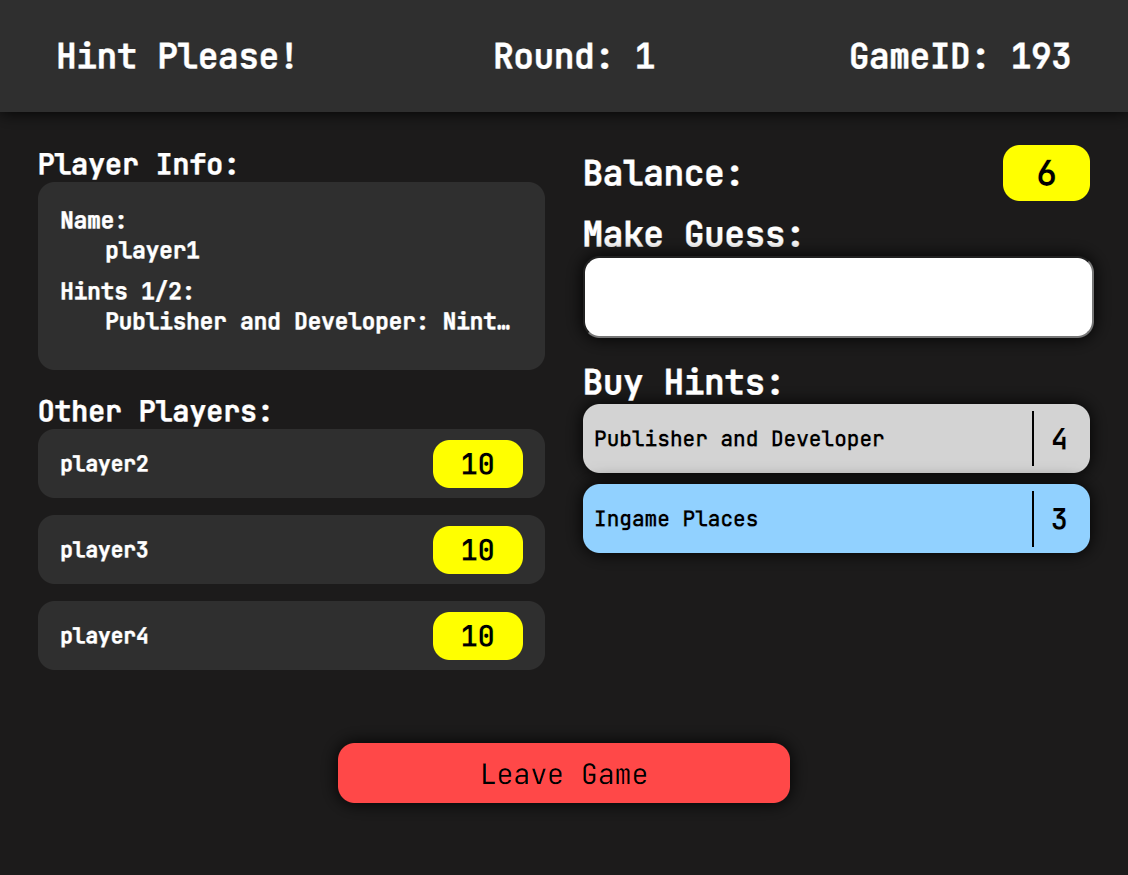 Hint Please!
Round: 1
GameID: 193
Player Info:
Name:
player1
Hints 1/2:
Publisher and Developer: Nint…
Other Players:
player2
10
player3
10
player4
10
Balance:
6
Make Guess:
Buy Hints:
Publisher and Developer
4
Ingame Places
3
Leave Game